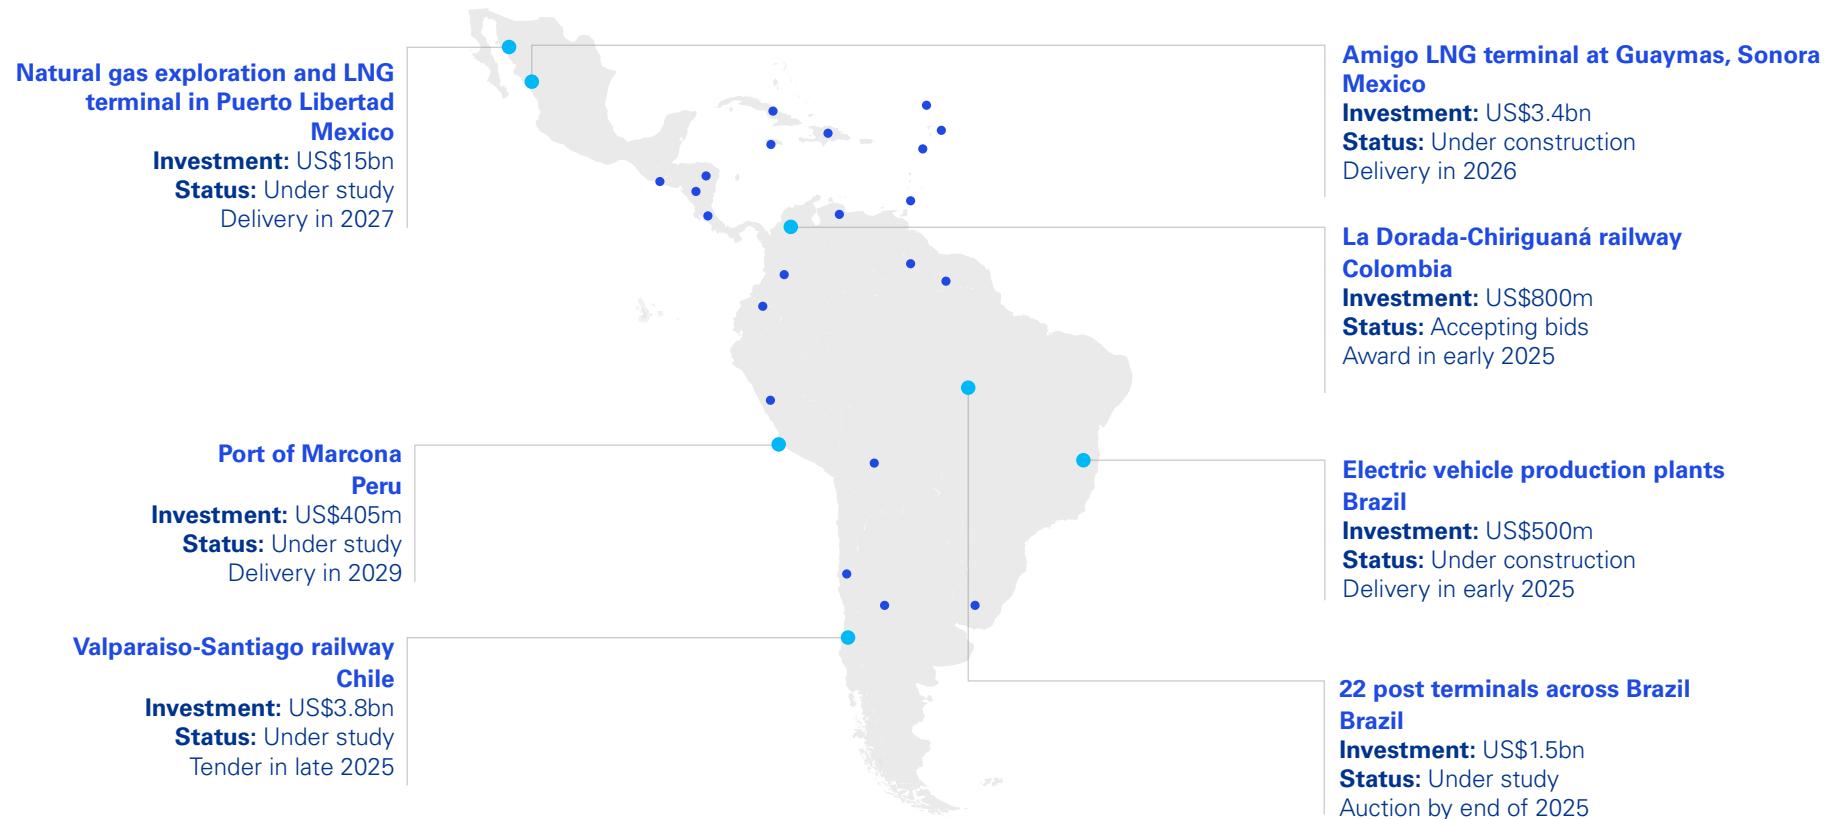 Natural gas exploration and LNG
terminal in Puerto Libertad
Mexico
Investment: US$15bn
Status: Under study
Delivery in 2027
Port of Marcona
Peru
Investment: US$405m
Status: Under study
Delivery in 2029
Valparaiso-Santiago railway
Chile
Investment: US$3.8bn
Status: Under study
Tender in late 2025
Amigo LNG terminal at Guaymas, Sonora
Mexico
Investment: US$3.4bn
Status: Under construction
Delivery in 2026
La Dorada-Chiriguaná railway
Colombia
Investment: US$800m
Status: Accepting bids
Award in early 2025
Electric vehicle production plants
Brazil
Investment: US$500m
Status: Under construction
Delivery in early 2025
22 post terminals across Brazil
Brazil
Investment: US$1.5bn
Status: Under study
Auction by end of 2025